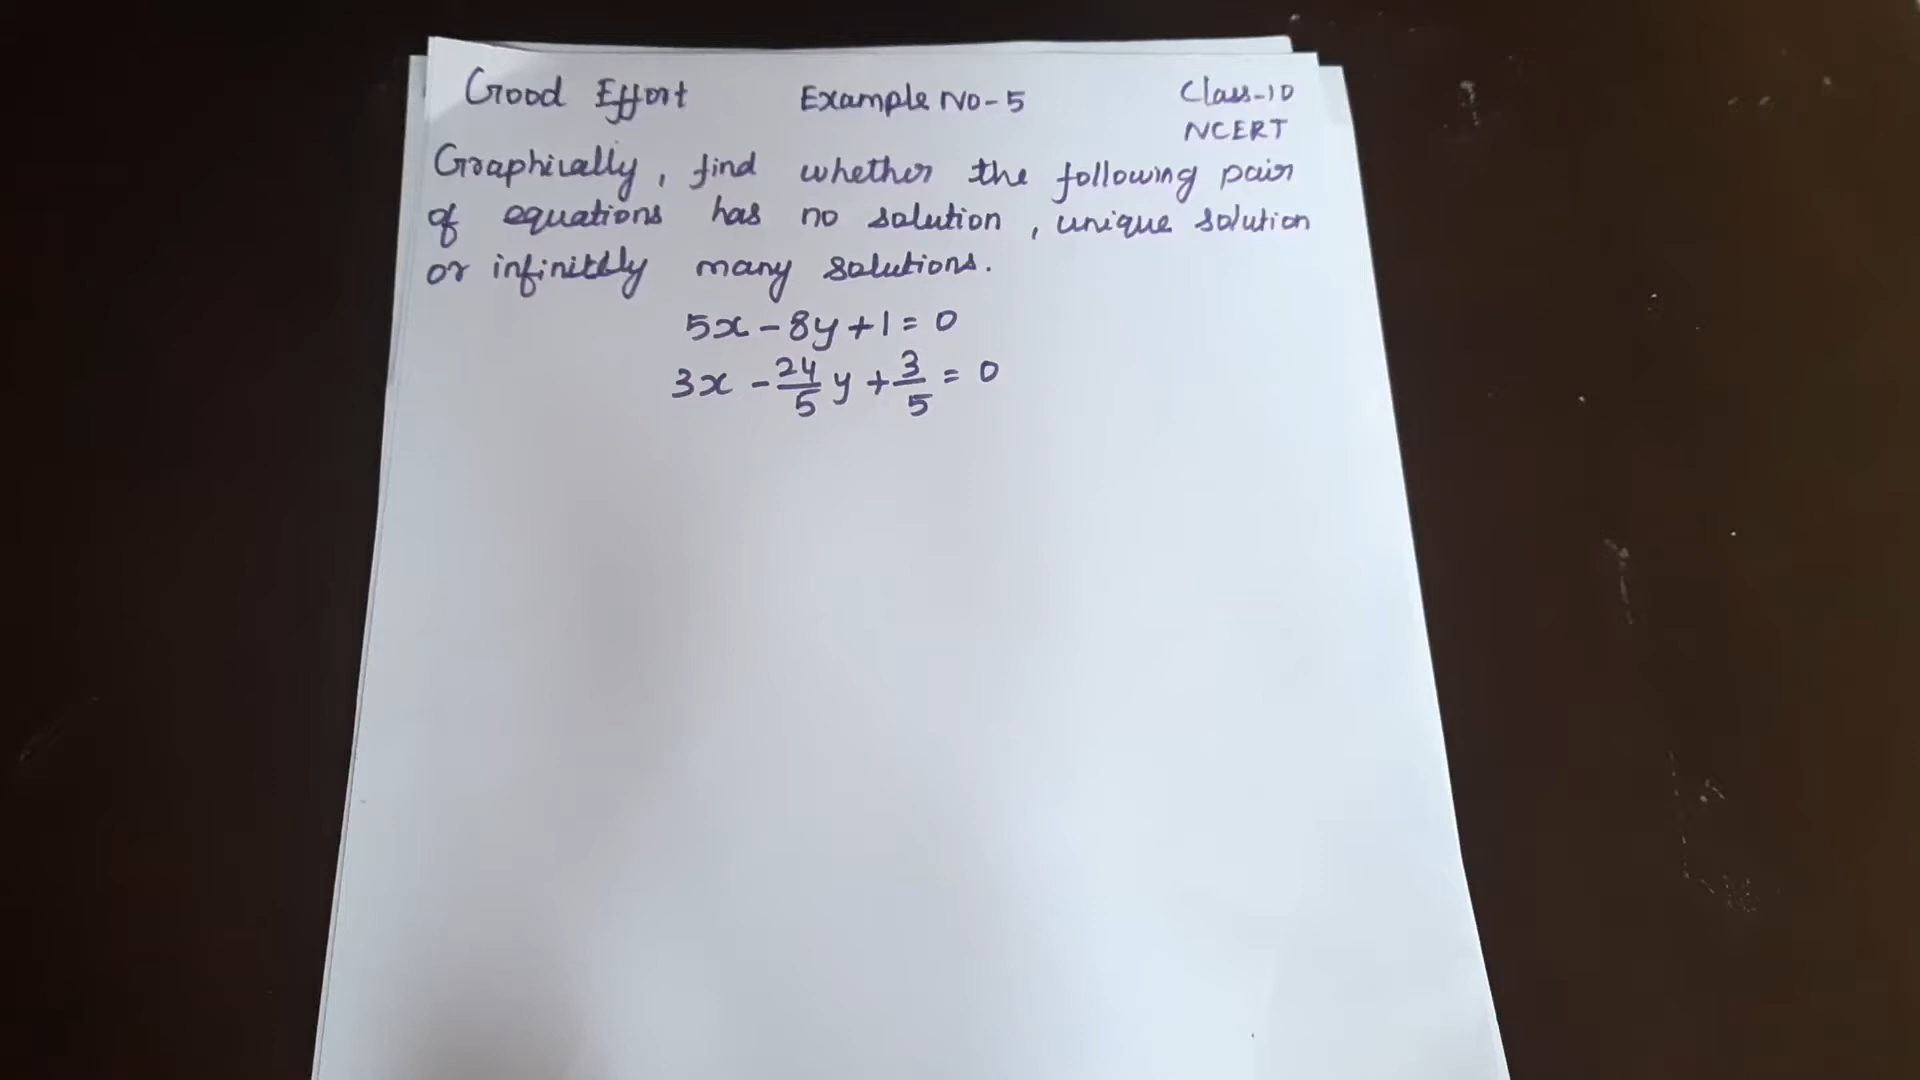 Good Effort Example No-5 Class-10
NCERT
Graphically, find whether the following pair
of equations has no solution, unique solution
or infinitely many solutions.
5x - 8y + 1 = 0
3x - 24/5 y + 3/5 = 0